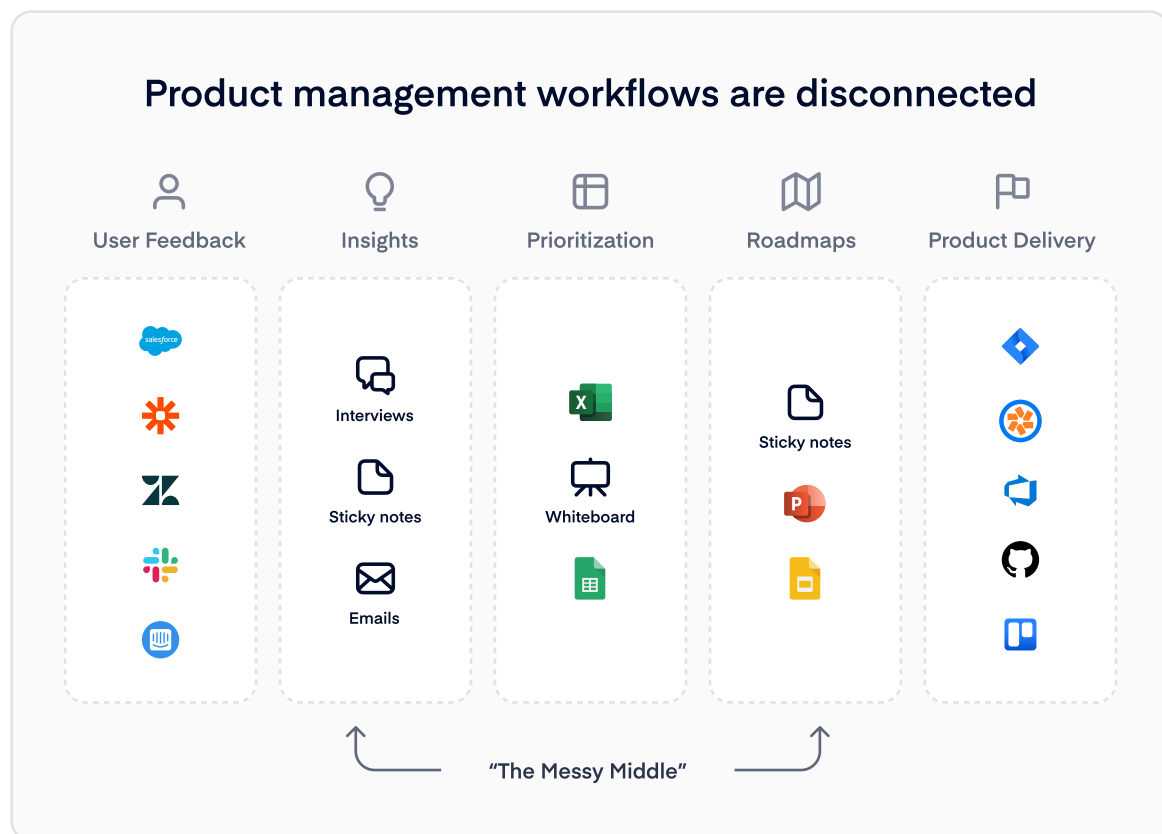 Product management workflows are disconnected
User Feedback
Insights
Prioritization
Roadmaps
Product Delivery
salesforce
Interviews
Sticky notes
Emails
X
Whiteboard
Sticky notes
P
“The Messy Middle”